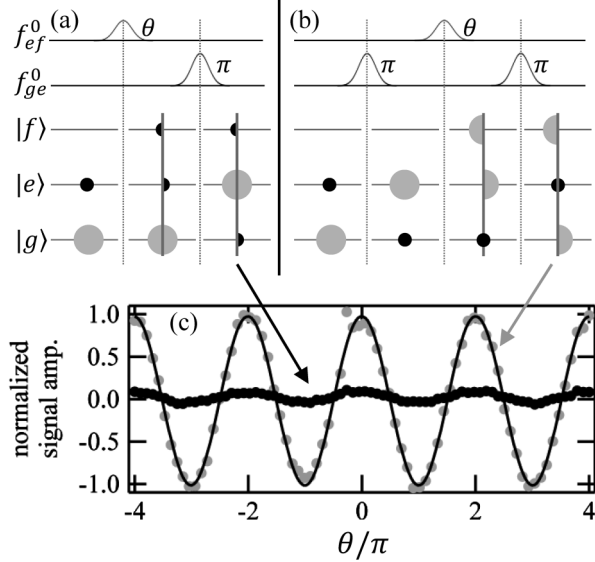 (a) (b)
f⁰ef θ θ
f⁰ge π π π
|f⟩
|e⟩
|g⟩
(c)
normalized
signal amp.
1.0
0.5
0.0
-0.5
-1.0
-4 -2 0 2 4
θ/π